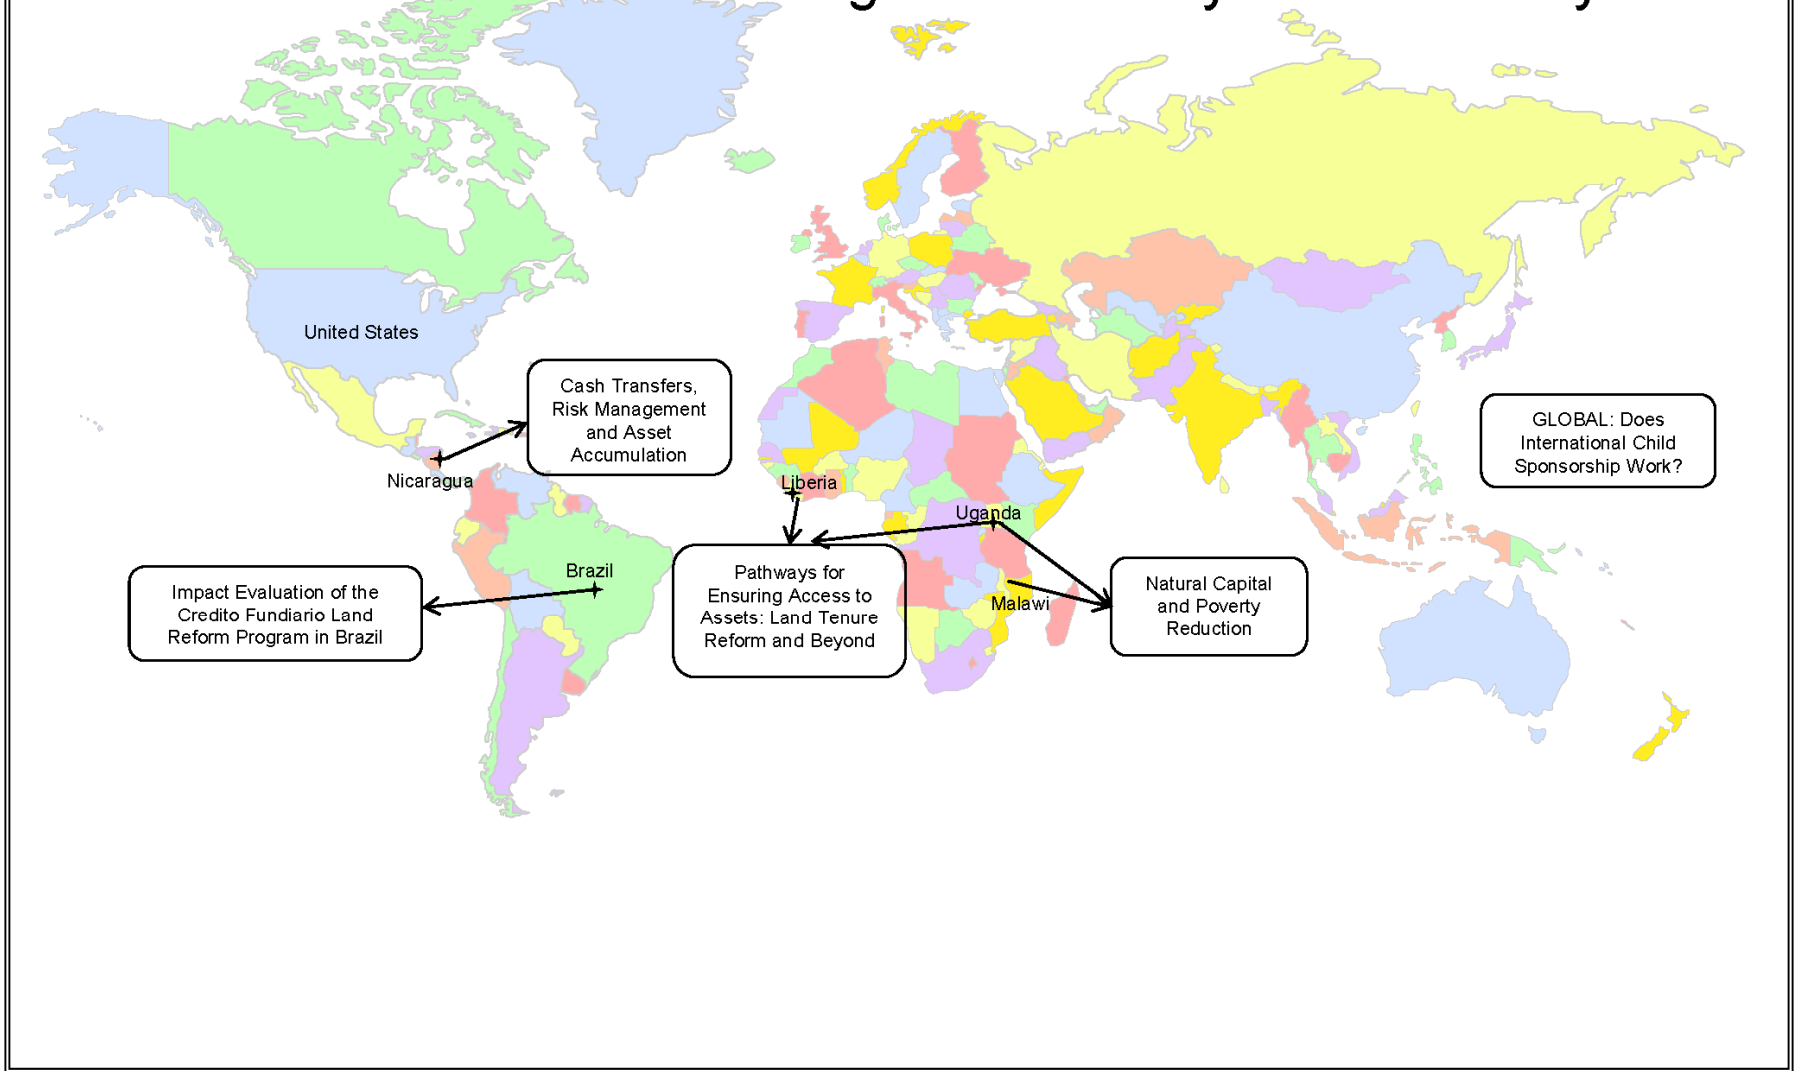 United States
Cash Transfers,
Risk Management
and Asset
Accumulation
GLOBAL: Does
International Child
Sponsorship Work?
Nicaragua
Liberia
Uganda
Brazil
Impact Evaluation of the
Credito Fundiario Land
Reform Program in Brazil
Pathways for
Ensuring Access to
Assets: Land Tenure
Reform and Beyond
Malawi
Natural Capital
and Poverty
Reduction